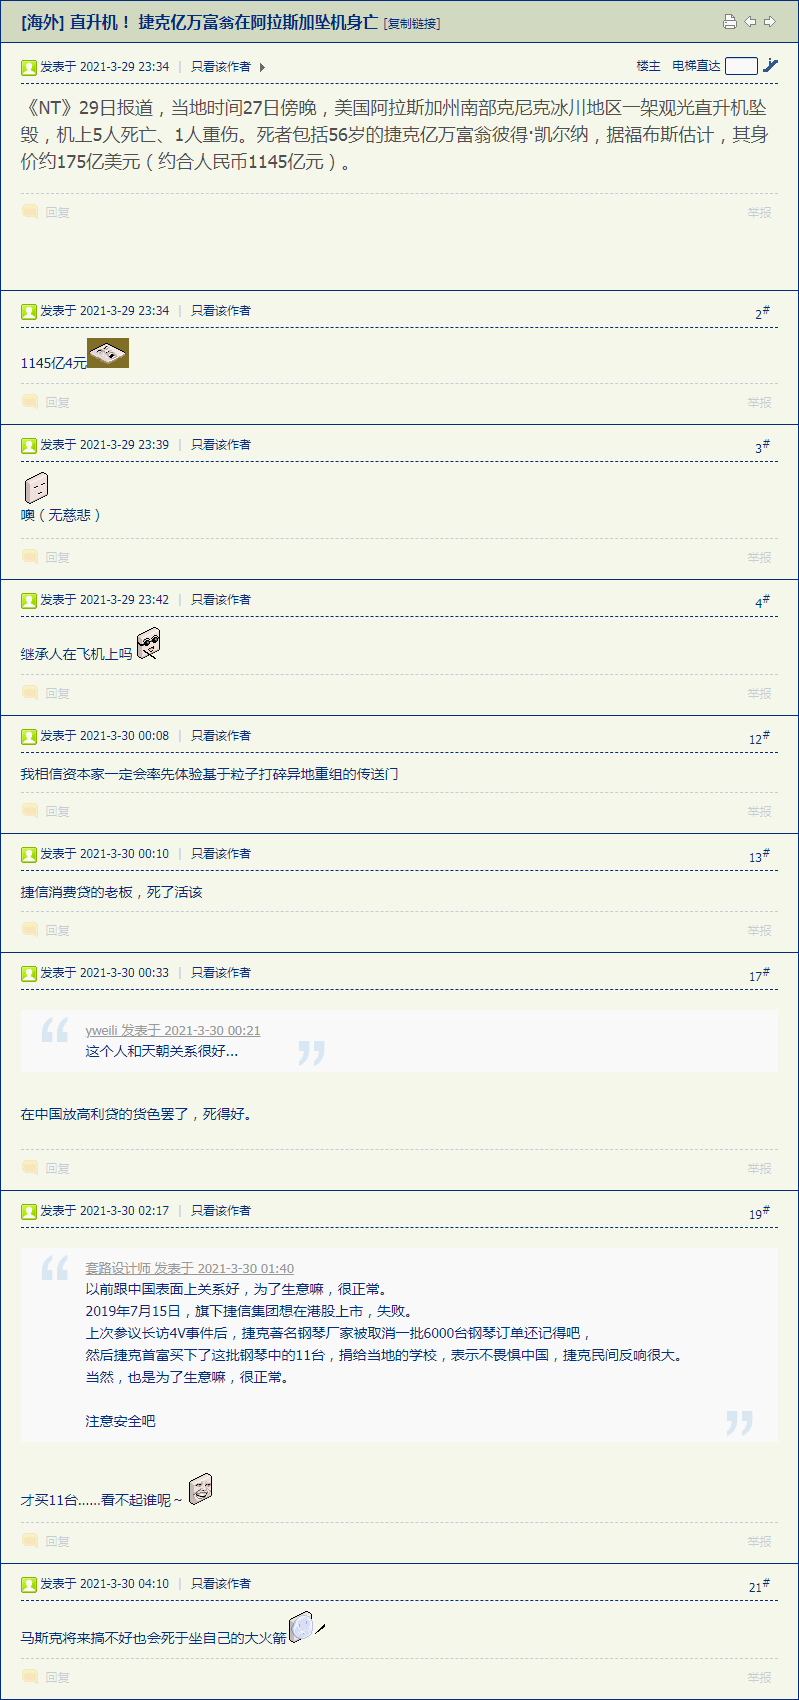 [海外] 直升机！ 捷克亿万富翁在阿拉斯加坠机身亡 [复制链接]
发表于 2021-3-29 23:34 | 只看该作者
楼主 电梯直达
《NT》29日报道，当地时间27日傍晚，美国阿拉斯加州南部克尼克冰川地区一架观光直升机坠
毁，机上5人死亡、1人重伤。死者包括56岁的捷克亿万富翁彼得·凯尔纳，据福布斯估计，其身
价约175亿美元（约合人民币1145亿元）。
回复 举报
发表于 2021-3-29 23:34 | 只看该作者 2#
1145亿4元
回复 举报
发表于 2021-3-29 23:39 | 只看该作者 3#
噢（无慈悲）
回复 举报
发表于 2021-3-29 23:42 | 只看该作者 4#
继承人在飞机上吗
回复 举报
发表于 2021-3-30 00:08 | 只看该作者 12#
我相信资本家一定会率先体验基于粒子打碎异地重组的传送门
回复 举报
发表于 2021-3-30 00:10 | 只看该作者 13#
捷信消费贷的老板，死了活该
回复 举报
发表于 2021-3-30 00:33 | 只看该作者 17#
yweili 发表于 2021-3-30 00:21
这个人和天朝关系很好...
在中国放高利贷的货色罢了，死得好。
回复 举报
发表于 2021-3-30 02:17 | 只看该作者 19#
套路设计师 发表于 2021-3-30 01:40
以前跟中国表面上关系好，为了生意嘛，很正常。
2019年7月15日，旗下捷信集团想在港股上市，失败。
上次参议长访4V事件后，捷克著名钢琴厂家被取消一批6000台钢琴订单还记得吧，
然后捷克首富买下了这批钢琴中的11台，捐给当地的学校，表示不畏惧中国，捷克民间反响很大。
当然，也是为了生意嘛，很正常。
注意安全吧
才买11台……看不起谁呢～
回复 举报
发表于 2021-3-30 04:10 | 只看该作者 21#
马斯克将来搞不好也会死于坐自己的大火箭
回复 举报